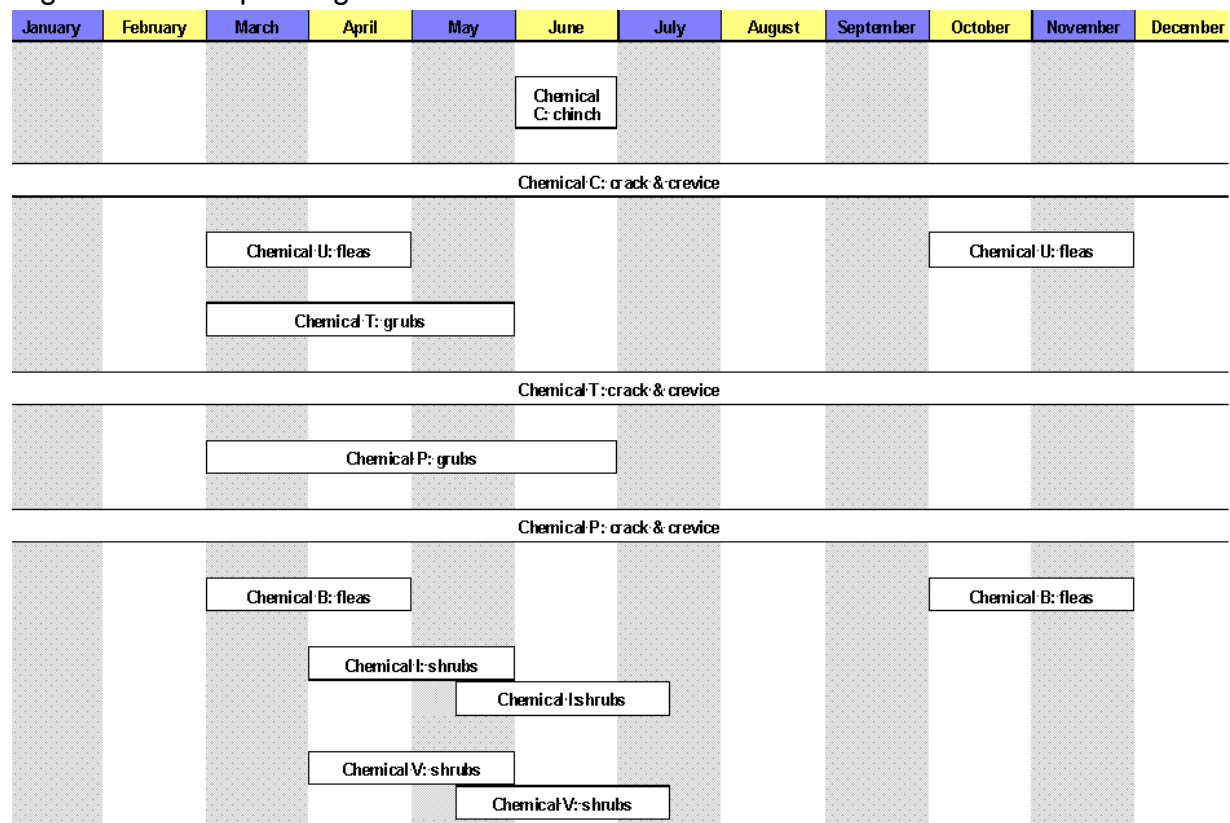 January February March April May June July August September October November December
Chemical
C: chinch
Chemical C: crack & crevice
Chemical U: fleas Chemical U: fleas
Chemical T: grubs
Chemical T: crack & crevice
Chemical P: grubs
Chemical P: crack & crevice
Chemical B: fleas Chemical B: fleas
Chemical I: shrubs
Chemical I:shrubs
Chemical V: shrubs
Chemical V: shrubs